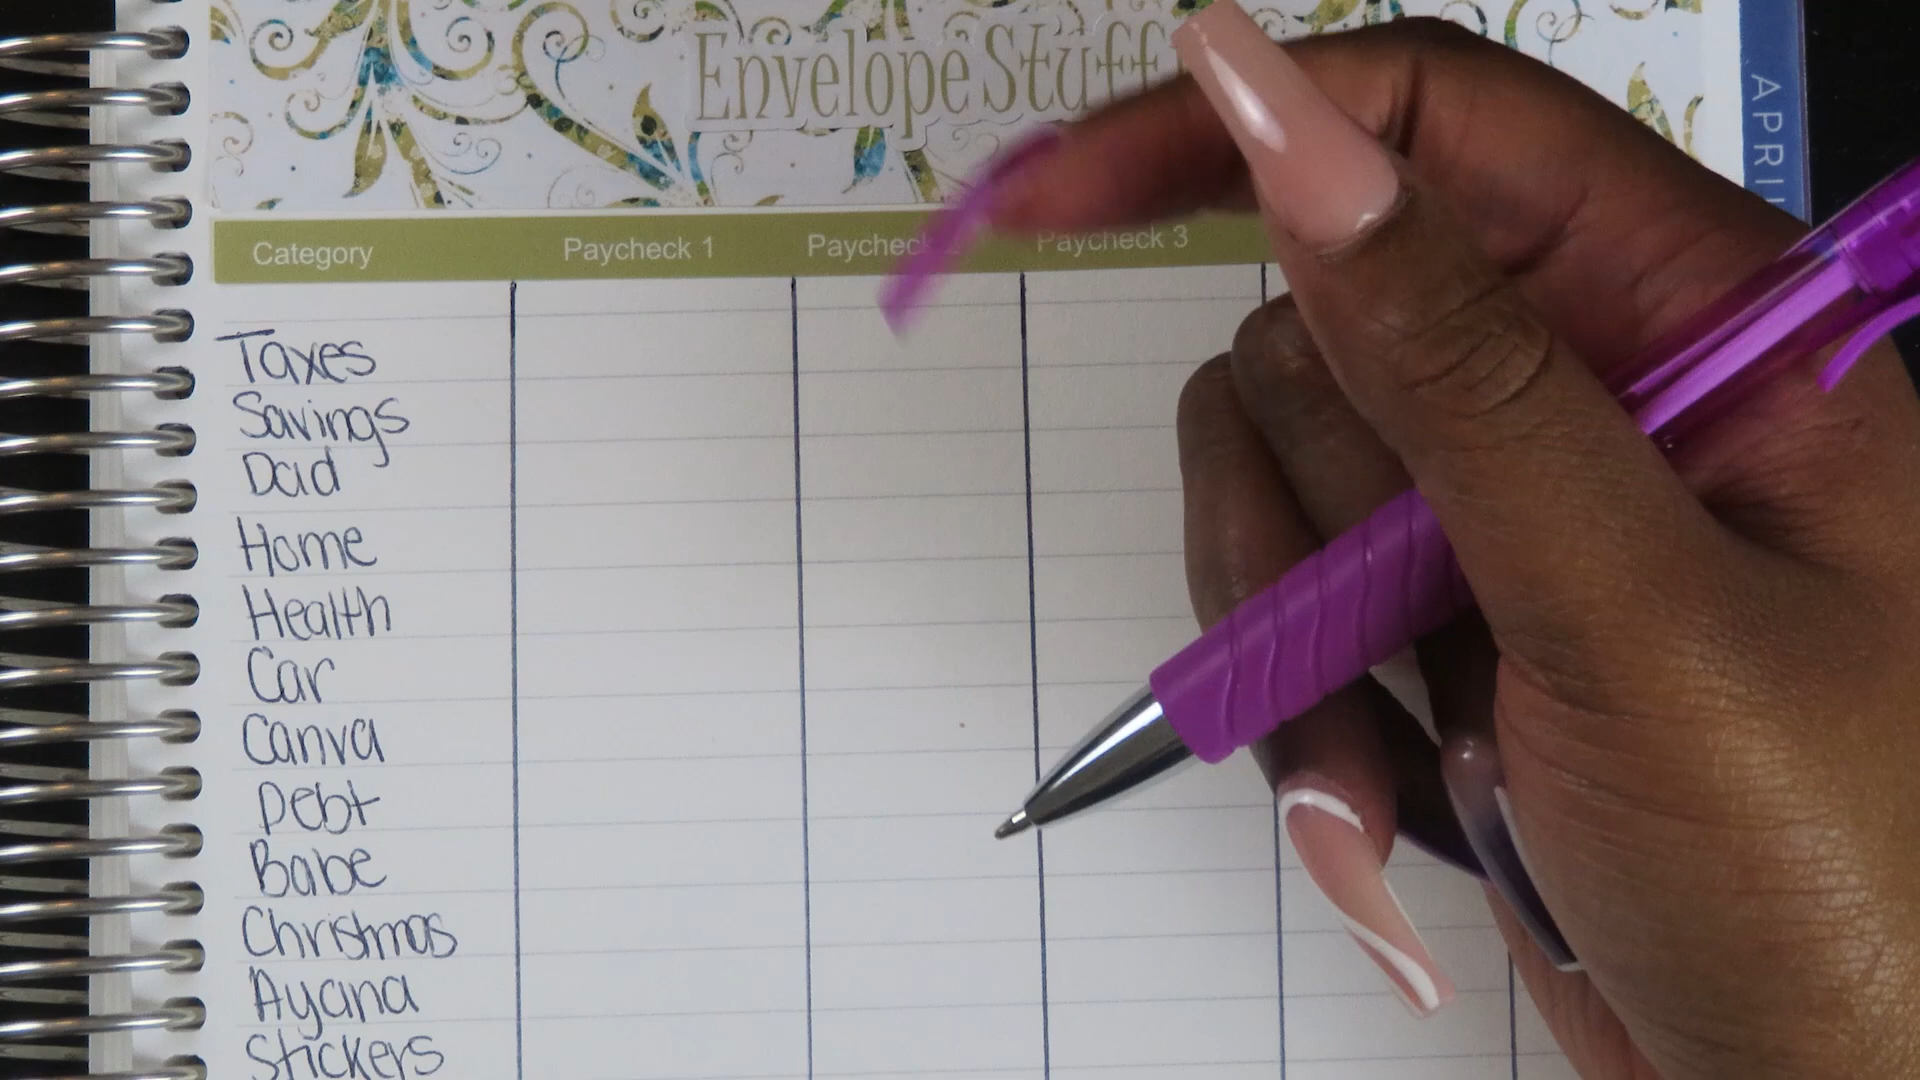 Envelope Stuff
APRI
Category Paycheck 1 Paycheck Paycheck 3
Taxes
Savings
Dad
Home
Health
Car
Canva
Debt
Babe
Christmas
Ayana
Stickers